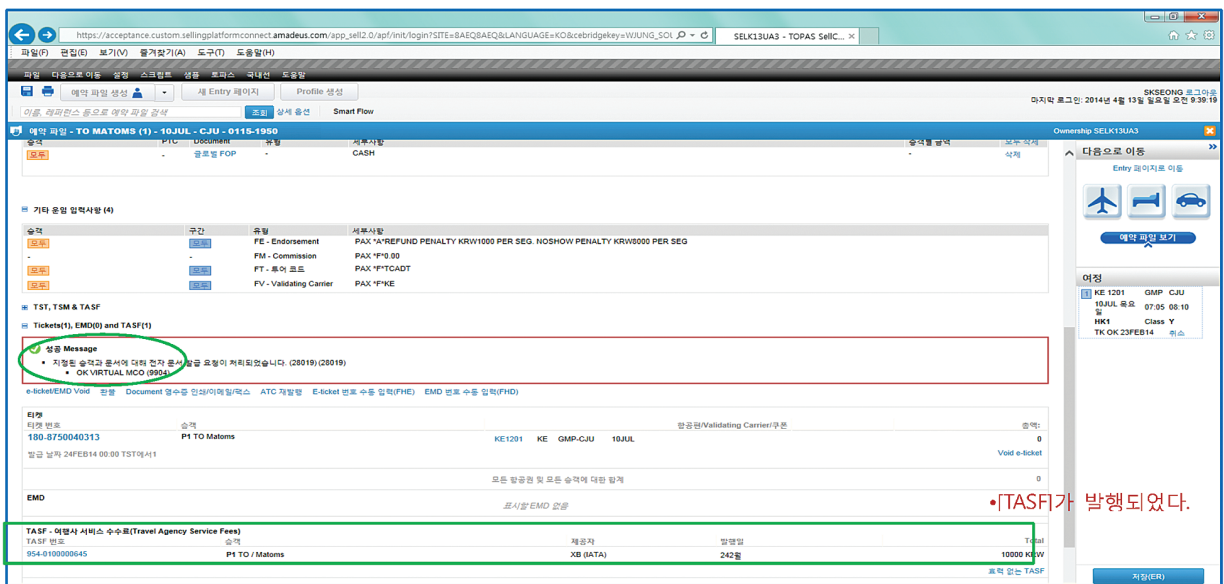 https://acceptance.custom.sellingplatformconnect.amadeus.com/app_sell2.0/apf/init/login?SITE=BAEQBAEQ&LANGUAGE=KO&cebridgekey=WJUNG_SOL
SELK13UA3 - TOPAS SellC...
파일(F) 편집(E) 보기(V) 즐겨찾기(A) 도구(T) 도움말(H)
파일 다음으로 이동 설정 스크립트 샘플 토파스 국내선 도움말
예약 파일 생성 새 Entry 페이지 Profile 생성
SKSEONG 로그아웃
마지막 로그인: 2014년 4월 13일 일요일 오전 9:39:19
이름, 레퍼런스 등으로 예약 파일 검색 조회 상세 옵션 Smart Flow
예약 파일 - TO MATOMS (1) - 10JUL - CJU - 0115-1950
Ownership SELK13UA3
승객 PTC Document 유형 세부사항 승객별 금액 모두 삭제
모두 - 글로벌 FOP - CASH - 삭제
기타 운임 입력사항 (4)
승객 구간 유형 세부사항
모두 모두 FE - Endorsement PAX *A*REFUND PENALTY KRW1000 PER SEG. NOSHOW PENALTY KRW8000 PER SEG
- - FM - Commission PAX *F*0.00
모두 모두 FT - 투어 코드 PAX *F*TCADT
모두 모두 FV - Validating Carrier PAX *F*KE
TST, TSM & TASF
Tickets(1), EMD(0) and TASF(1)
성공 Message
지정된 승객과 문서에 대해 전자 문서 발급 요청이 처리되었습니다. (28019) (28019)
OK VIRTUAL MCO (9904)
e-ticket/EMD Void 환불 Document 영수증 인쇄/이메일/팩스 ATC 재발행 E-ticket 번호 수동 입력(FHE) EMD 번호 수동 입력(FHD)
티켓
티켓 번호 승객 항공편/Validating Carrier/쿠폰 총액:
180-8750040313 P1 TO Matoms KE1201 KE GMP-CJU 10JUL 0
발급 날짜 24FEB14 00:00 TST에서1 Void e-ticket
모든 항공권 및 모든 승객에 대한 합계 0
EMD
표시할 EMD 없음
•「TASF」가 발행되었다.
TASF - 여행사 서비스 수수료(Travel Agency Service Fees)
TASF 번호 승객 제공자 발행일 Total
954-0100000645 P1 TO / Matoms XB (IATA) 242월 10000 KRW
효력 없는 TASF
다음으로 이동
Entry 페이지로 이동
예약 파일 보기
여정
1 KE 1201 GMP CJU
10JUL 목요일 07:05 08:10
HK1 Class Y
TK OK 23FEB14 취소
저장(ER)